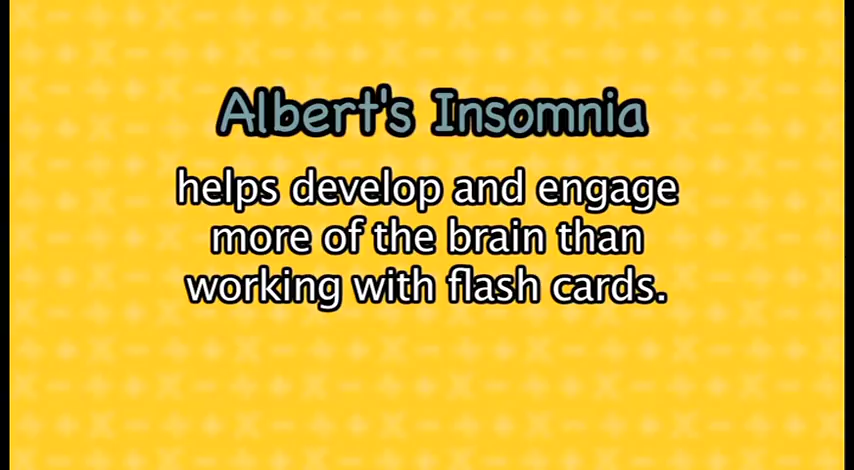 Albert's Insomnia
helps develop and engage
more of the brain than
working with flash cards.